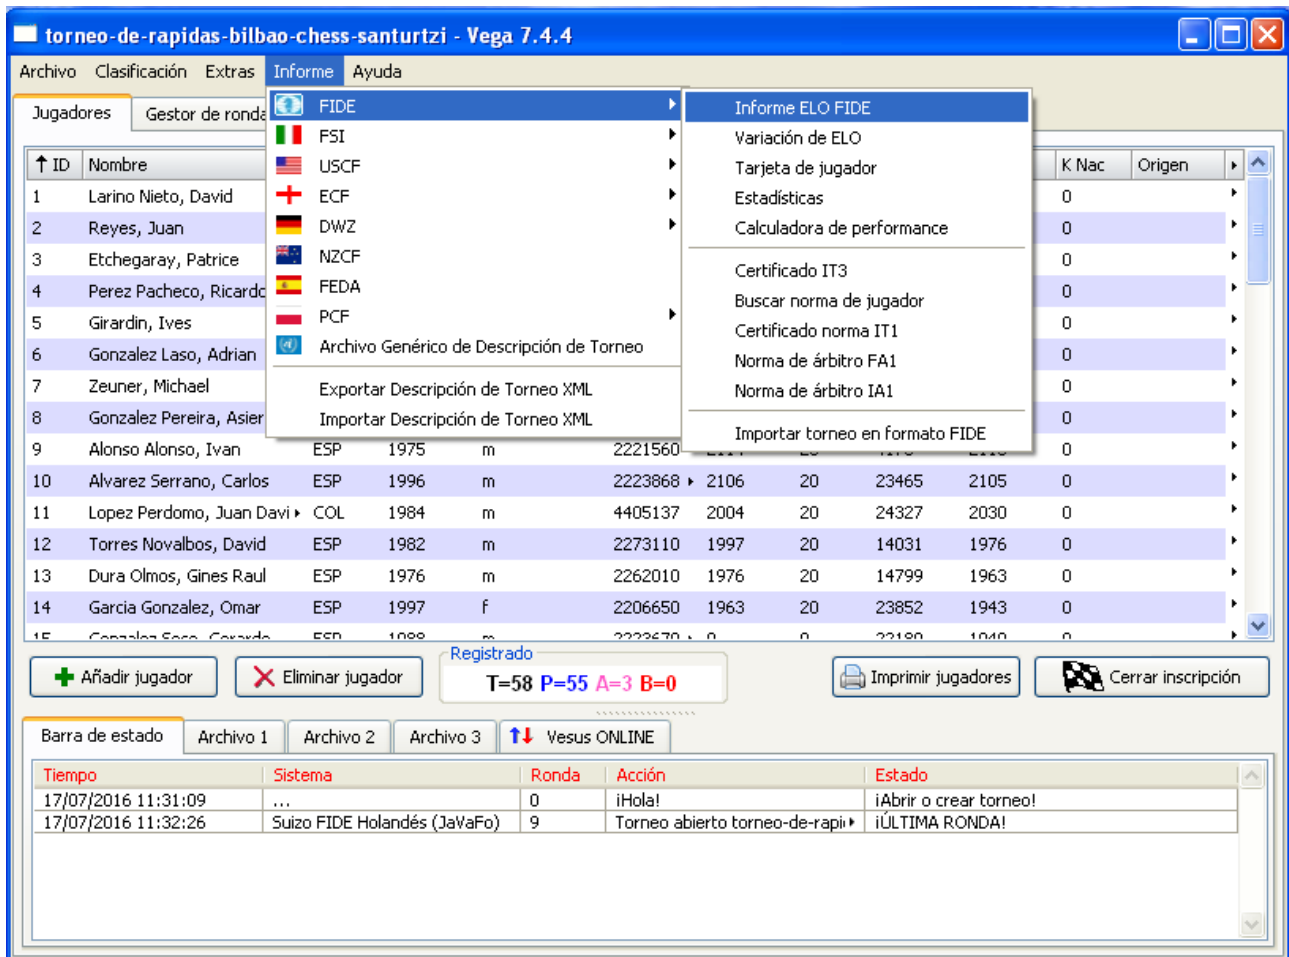 torneo-de-rapidas-bilbao-chess-santurtzi - Vega 7.4.4
Archivo Clasificación Extras Informe Ayuda
Jugadores Gestor de ronda
FIDE
FSI
USCF
ECF
DWZ
NZCF
FEDA
PCF
Archivo Genérico de Descripción de Torneo
Exportar Descripción de Torneo XML
Importar Descripción de Torneo XML
Informe ELO FIDE
Variación de ELO
Tarjeta de jugador
Estadísticas
Calculadora de performance
Certificado IT3
Buscar norma de jugador
Certificado norma IT1
Norma de árbitro FA1
Norma de árbitro IA1
Importar torneo en formato FIDE
ID Nombre K Nac Origen
1 Larino Nieto, David 0
2 Reyes, Juan 0
3 Etchegaray, Patrice 0
4 Perez Pacheco, Ricardo 0
5 Girardin, Ives 0
6 Gonzalez Laso, Adrian 0
7 Zeuner, Michael 0
8 Gonzalez Pereira, Asier 0
9 Alonso Alonso, Ivan ESP 1975 m 2221560 0
10 Alvarez Serrano, Carlos ESP 1996 m 2223868 2106 20 23465 2105 0
11 Lopez Perdomo, Juan Davi COL 1984 m 4405137 2004 20 24327 2030 0
12 Torres Novalbos, David ESP 1982 m 2273110 1997 20 14031 1976 0
13 Dura Olmos, Gines Raul ESP 1976 m 2262010 1976 20 14799 1963 0
14 Garcia Gonzalez, Omar ESP 1997 f 2206650 1963 20 23852 1943 0
Añadir jugador Eliminar jugador Registrado T=58 P=55 A=3 B=0 Imprimir jugadores Cerrar inscripción
Barra de estado Archivo 1 Archivo 2 Archivo 3 Vesus ONLINE
Tiempo Sistema Ronda Acción Estado
17/07/2016 11:31:09 ... 0 ¡Hola! ¡Abrir o crear torneo!
17/07/2016 11:32:26 Suizo FIDE Holandés (JaVaFo) 9 Torneo abierto torneo-de-rapi ¡ÚLTIMA RONDA!